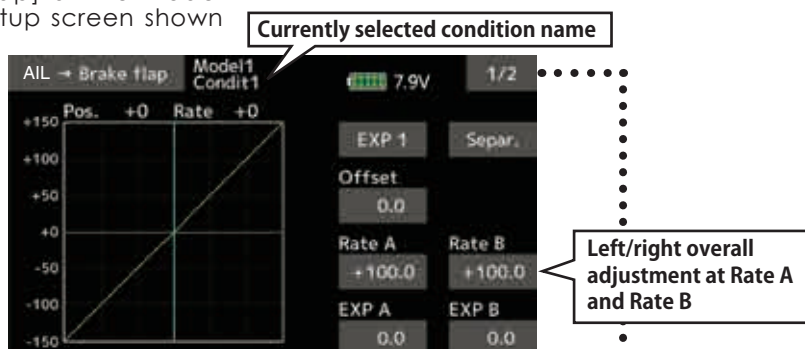 tup screen shown
Currently selected condition name
AIL → Brake flap
Model1
Condit1
7.9V
1/2
Pos. +0 Rate +0
+150
+100
+50
+0
-50
-100
-150
EXP 1
Separ.
Offset
0.0
Rate A
Rate B
+100.0
+100.0
EXP A
EXP B
0.0
0.0
Left/right overall
adjustment at Rate A
and Rate B